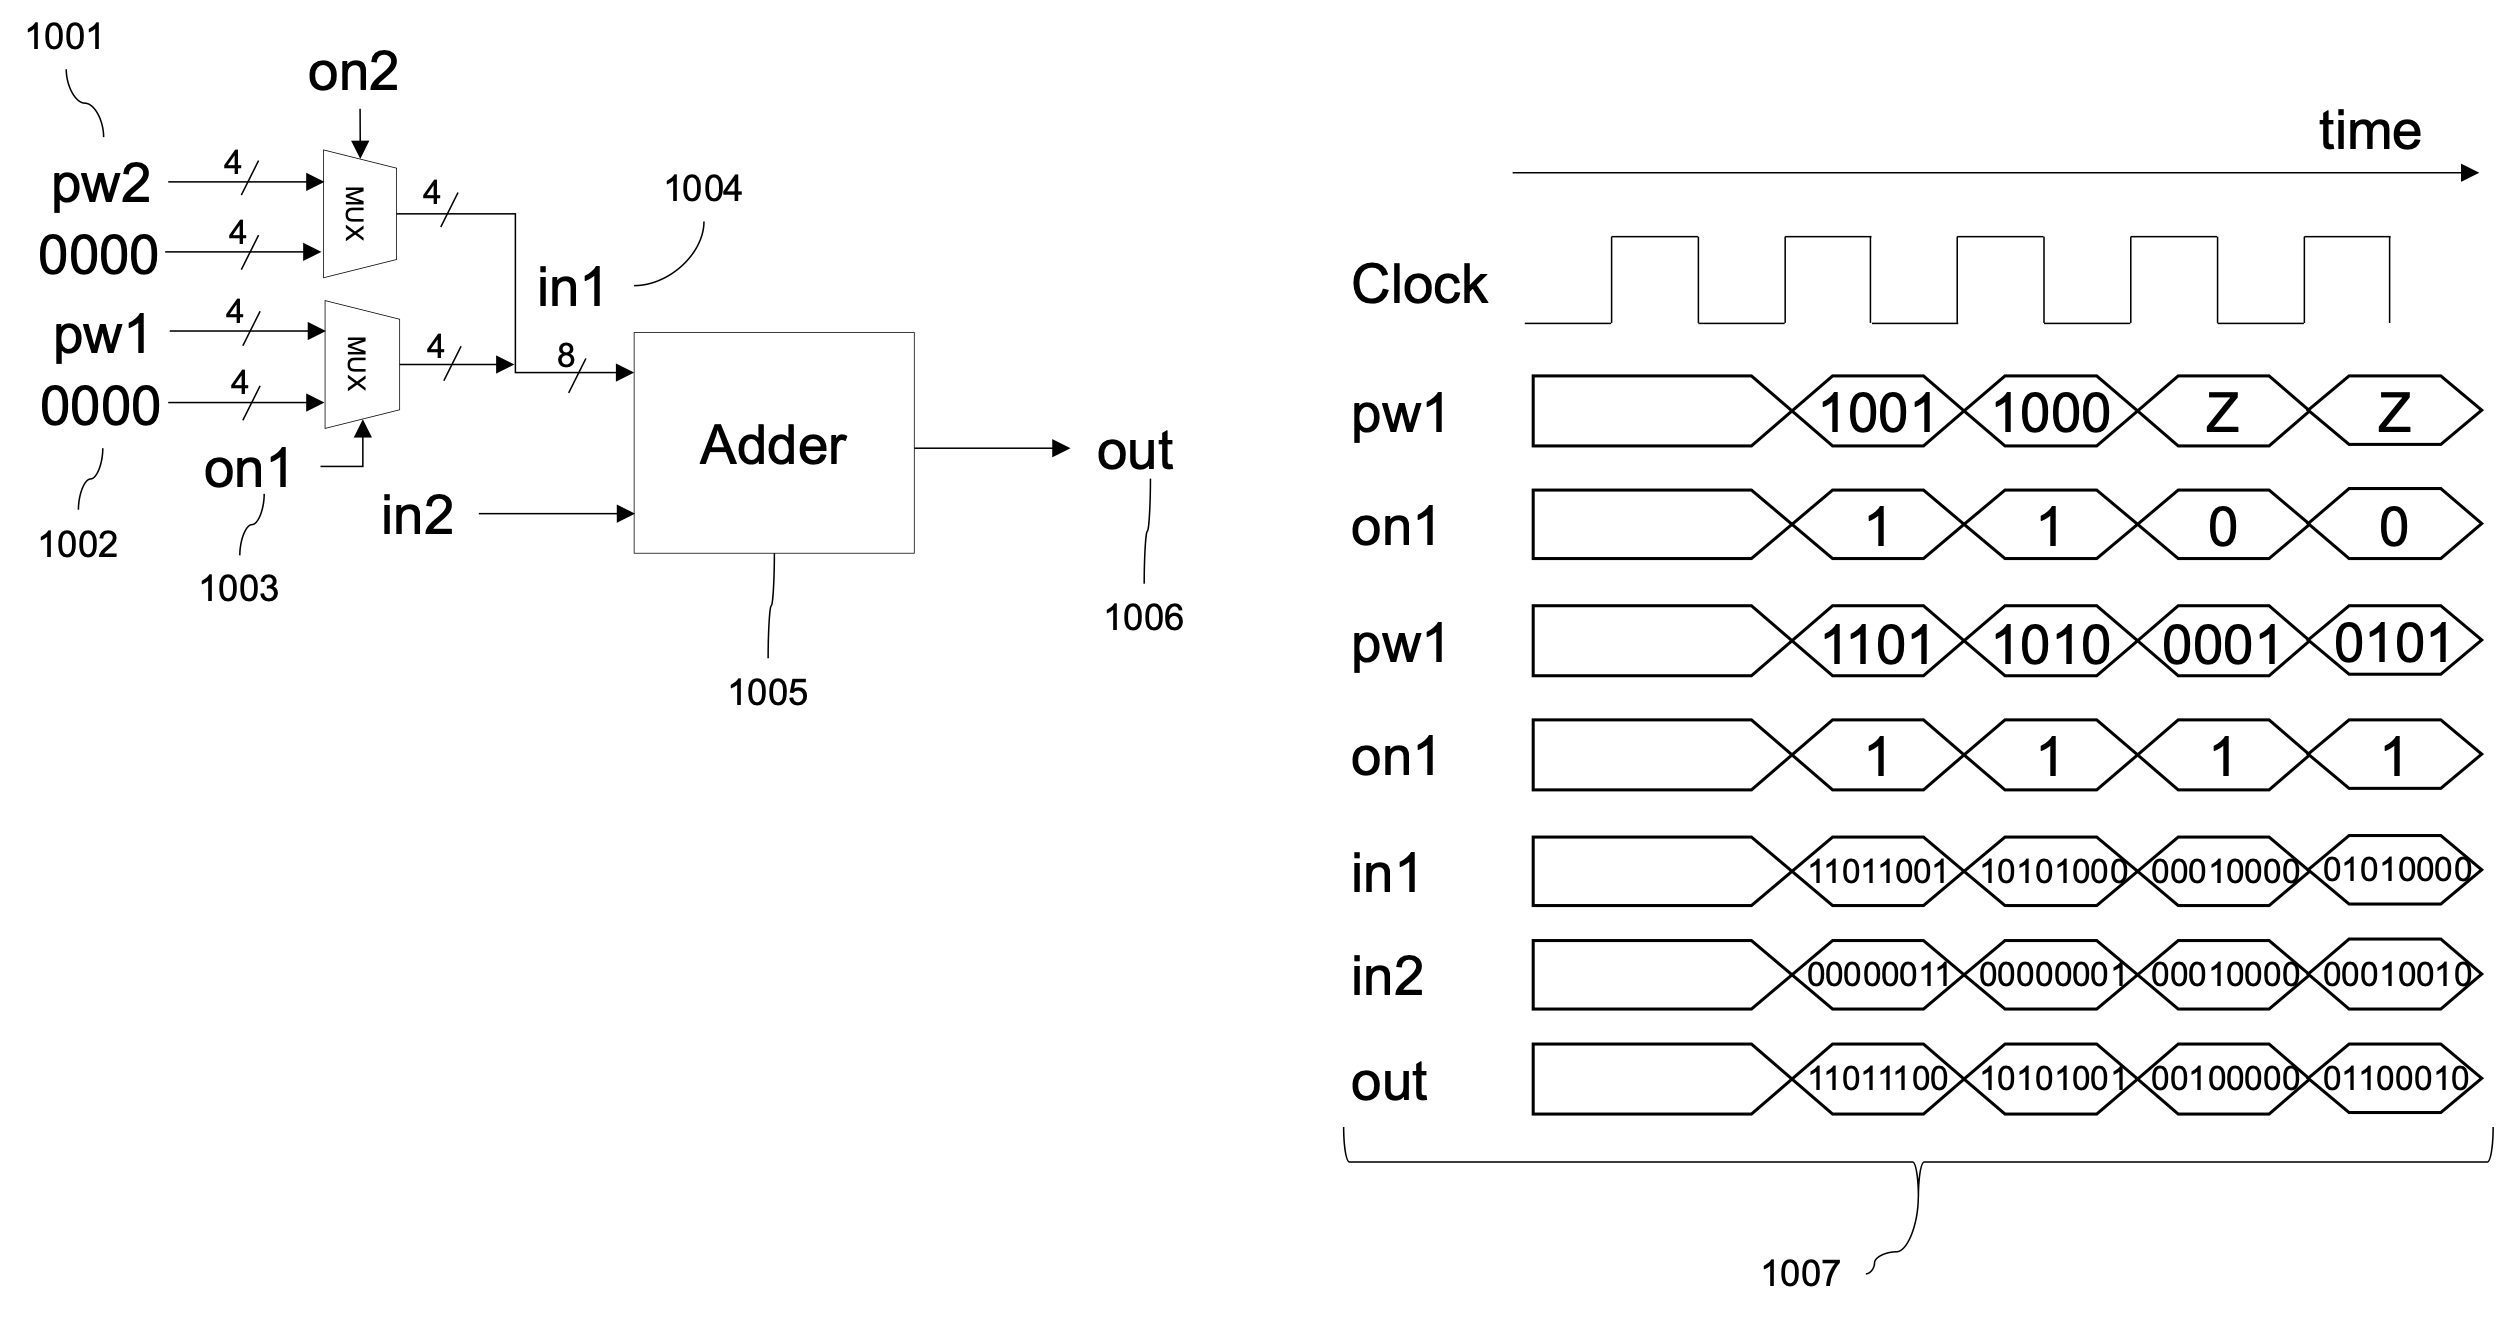 1001
on2
pw2
4
4
0000
4
MUX
1004
in1
pw1
4
0000
4
MUX
4
8
on1
in2
Adder
out
1002
1003
1005
1006
time
Clock
pw1 1001 1000 Z Z
on1 1 1 0 0
pw1 1101 1010 0001 0101
on1 1 1 1 1
in1 11011001 10101000 00010000 01010000
in2 00000011 00000001 00010000 00010010
out 11011100 10101001 00100000 01100010
1007